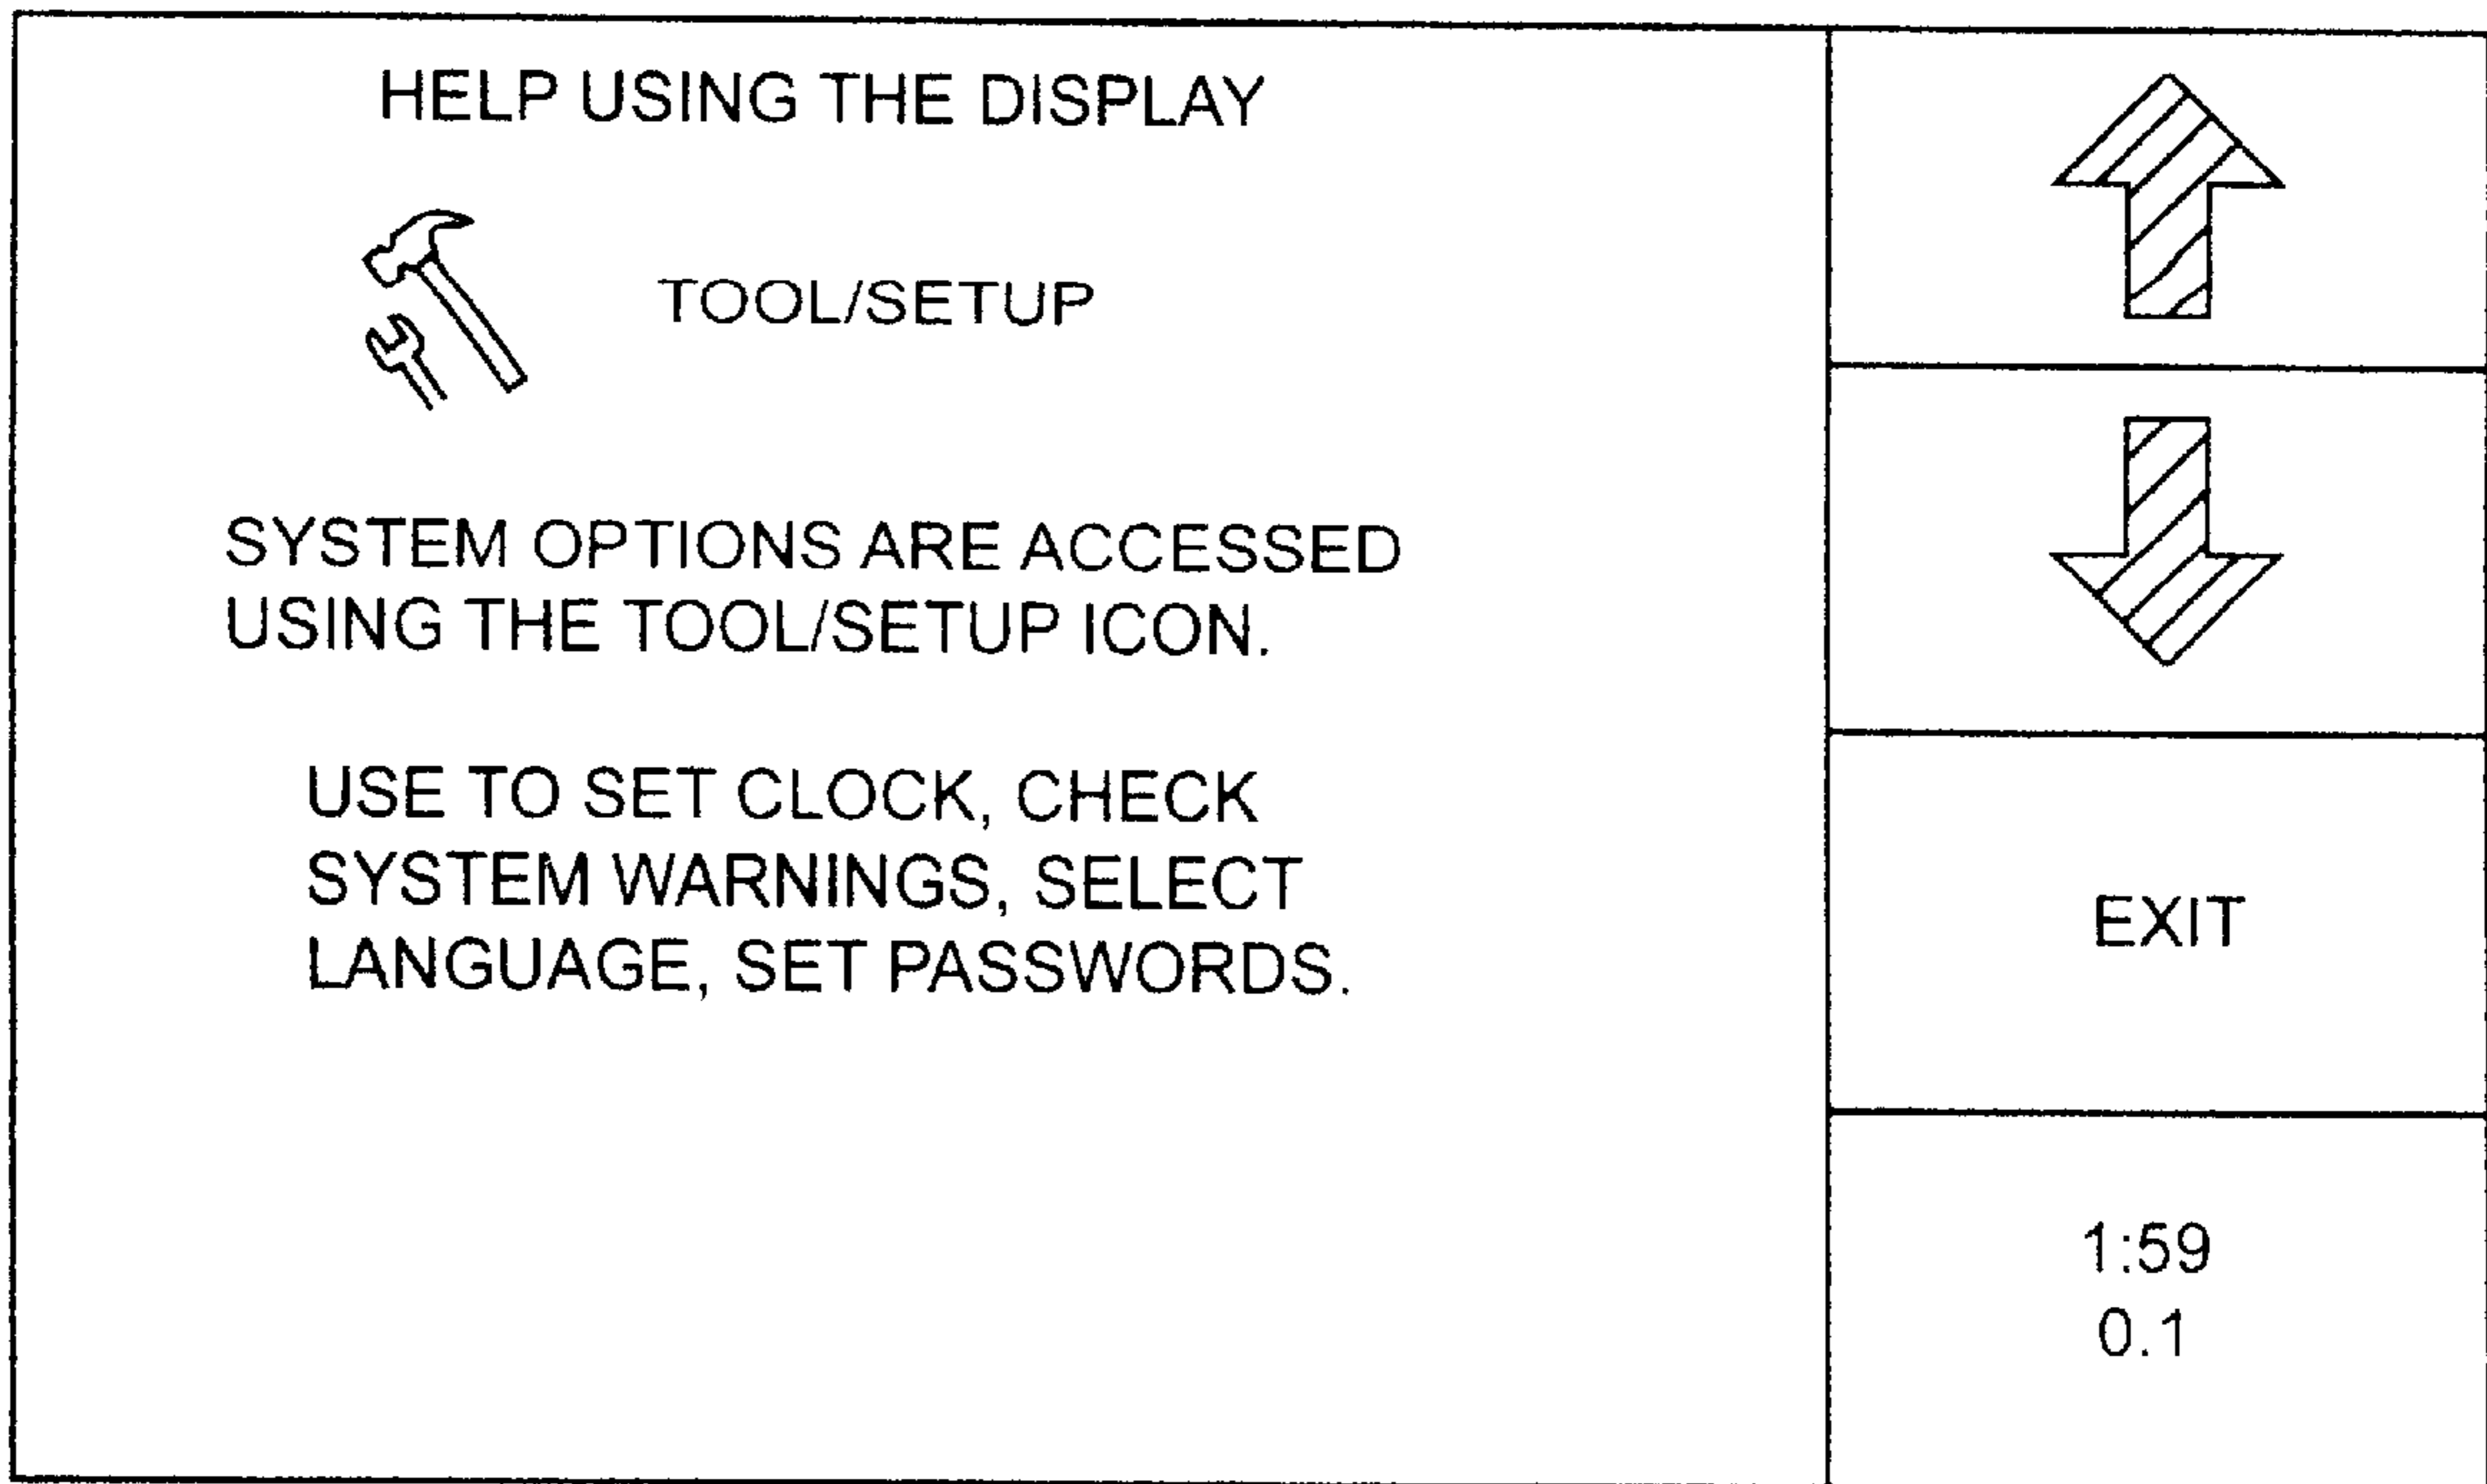 HELP USING THE DISPLAY
TOOL/SETUP
SYSTEM OPTIONS ARE ACCESSED
USING THE TOOL/SETUP ICON.
USE TO SET CLOCK, CHECK
SYSTEM WARNINGS, SELECT
LANGUAGE, SET PASSWORDS.
EXIT
1:59
0.1